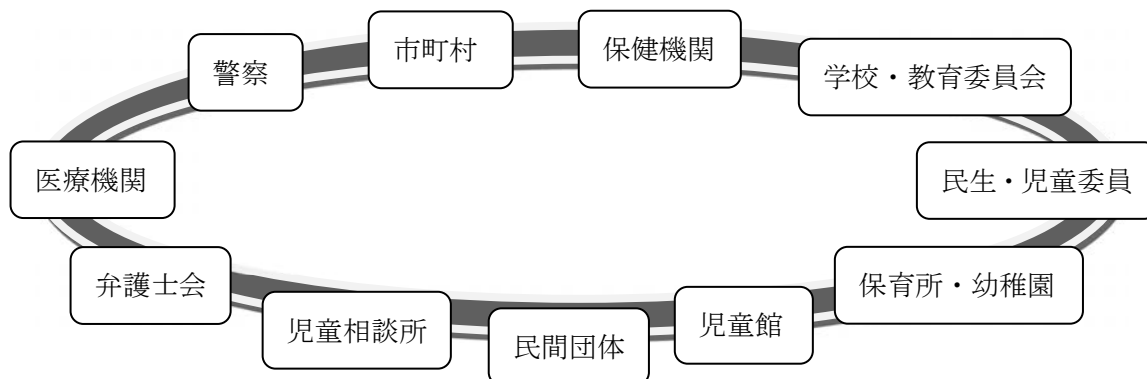 市町村
保健機関
警察
学校・教育委員会
医療機関
民生・児童委員
弁護士会
保育所・幼稚園
児童相談所
民間団体
児童館